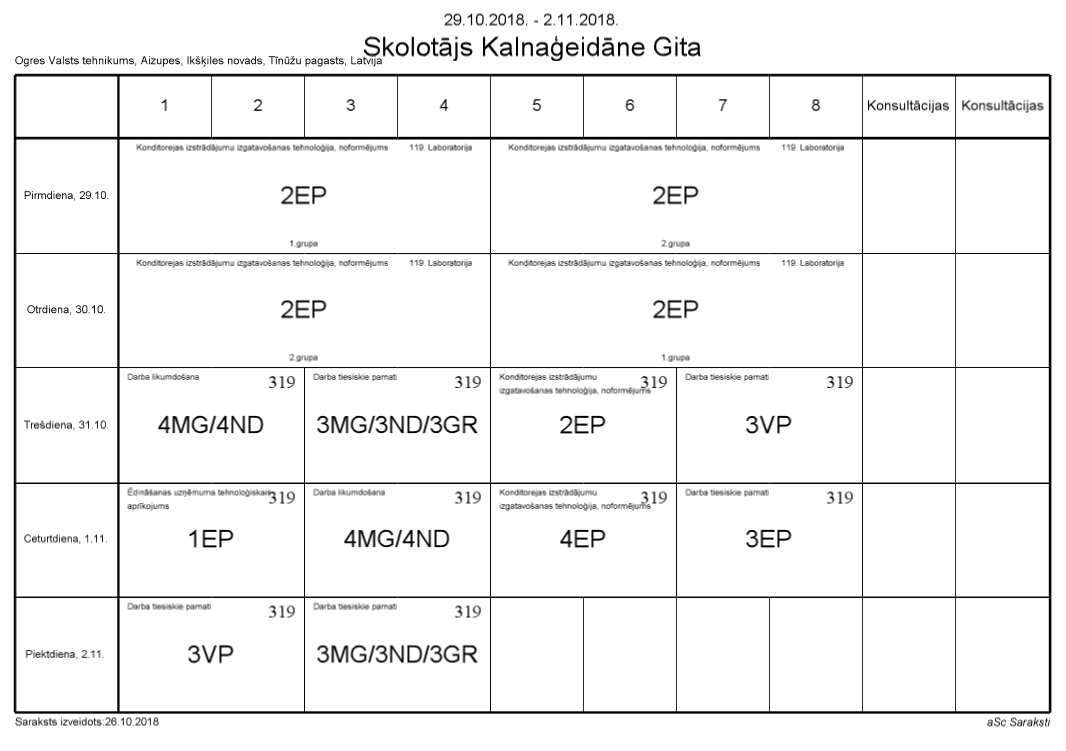 29.10.2018. - 2.11.2018.
Skolotājs Kalnaģeidāne Gita
Ogres Valsts tehnikums, Aizupes, Ikšķiles novads, Tīnūžu pagasts, Latvija
1 2 3 4 5 6 7 8 Konsultācijas Konsultācijas
Pirmdiena, 29.10.
Konditorejas izstrādājumu izgatavošanas tehnoloģija, noformējums 119. Laboratorija
2EP
1.grupa
Konditorejas izstrādājumu izgatavošanas tehnoloģija, noformējums 119. Laboratorija
2EP
2.grupa
Otrdiena, 30.10.
Konditorejas izstrādājumu izgatavošanas tehnoloģija, noformējums 119. Laboratorija
2EP
2.grupa
Konditorejas izstrādājumu izgatavošanas tehnoloģija, noformējums 119. Laboratorija
2EP
1.grupa
Trešdiena, 31.10.
Darba likumdošana 319
4MG/4ND
Darba tiesiskie pamati 319
3MG/3ND/3GR
Konditorejas izstrādājumu 319
izgatavošanas tehnoloģija, noformējums
2EP
Darba tiesiskie pamati 319
3VP
Ceturtdiena, 1.11.
Ēdināšanas uzņēmuma tehnoloģiskais 319
aprīkojums
1EP
Darba likumdošana 319
4MG/4ND
Konditorejas izstrādājumu 319
izgatavošanas tehnoloģija, noformējums
4EP
Darba tiesiskie pamati 319
3EP
Piektdiena, 2.11.
Darba tiesiskie pamati 319
3VP
Darba tiesiskie pamati 319
3MG/3ND/3GR
Saraksts izveidots:26.10.2018
aSc Saraksti